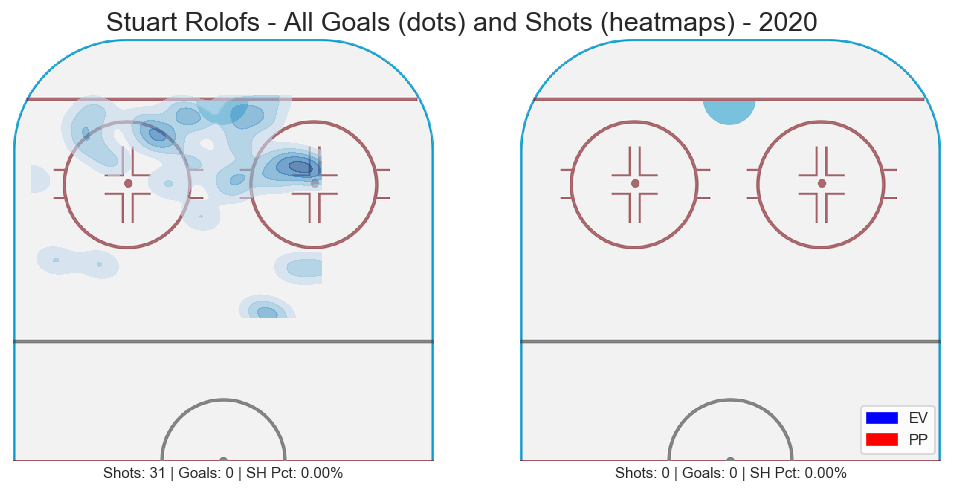 Stuart Rolofs - All Goals (dots) and Shots (heatmaps) - 2020
EV
PP
Shots: 31 | Goals: 0 | SH Pct: 0.00%
Shots: 0 | Goals: 0 | SH Pct: 0.00%